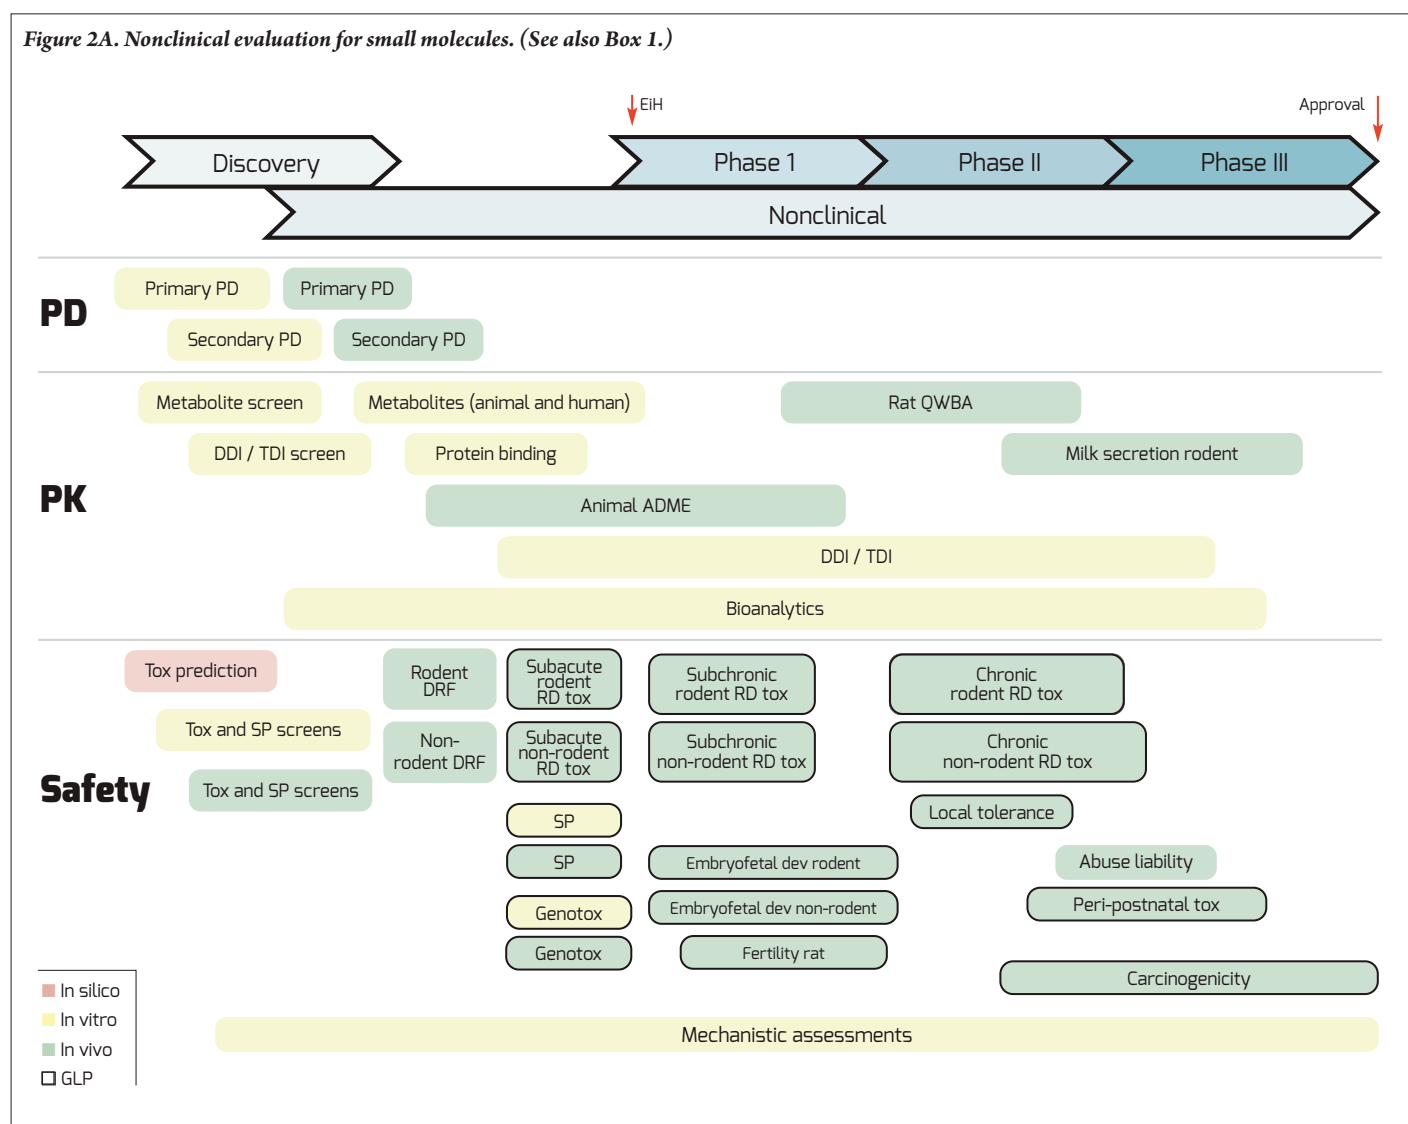 Figure 2A. Nonclinical evaluation for small molecules. (See also Box 1.)
EiH
Approval
Discovery
Phase 1
Phase II
Phase III
Nonclinical
PD
Primary PD
Primary PD
Secondary PD
Secondary PD
PK
Metabolite screen
Metabolites (animal and human)
Rat QWBA
DDI / TDI screen
Protein binding
Milk secretion rodent
Animal ADME
DDI / TDI
Bioanalytics
Safety
Tox prediction
Rodent
DRF
Subacute
rodent
RD tox
Subchronic
rodent RD tox
Chronic
rodent RD tox
Tox and SP screens
Non-
rodent DRF
Subacute
non-rodent
RD tox
Subchronic
non-rodent RD tox
Chronic
non-rodent RD tox
Tox and SP screens
SP
Local tolerance
SP
Embryofetal dev rodent
Abuse liability
Genotox
Embryofetal dev non-rodent
Peri-postnatal tox
Genotox
Fertility rat
Carcinogenicity
Mechanistic assessments
In silico
In vitro
In vivo
GLP